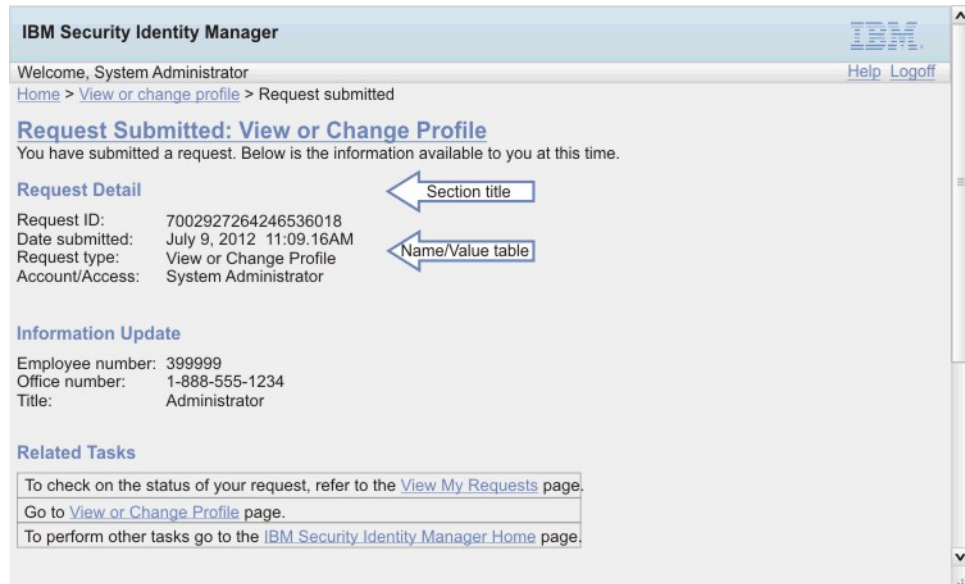 IBM Security Identity Manager
IBM.
Welcome, System Administrator
Help Logoff
Home > View or change profile > Request submitted
Request Submitted: View or Change Profile
You have submitted a request. Below is the information available to you at this time.
Request Detail
Section title
Request ID: 7002927264246536018
Date submitted: July 9, 2012 11:09.16AM
Request type: View or Change Profile
Name/Value table
Account/Access: System Administrator
Information Update
Employee number: 399999
Office number: 1-888-555-1234
Title: Administrator
Related Tasks
To check on the status of your request, refer to the View My Requests page.
Go to View or Change Profile page.
To perform other tasks go to the IBM Security Identity Manager Home page.